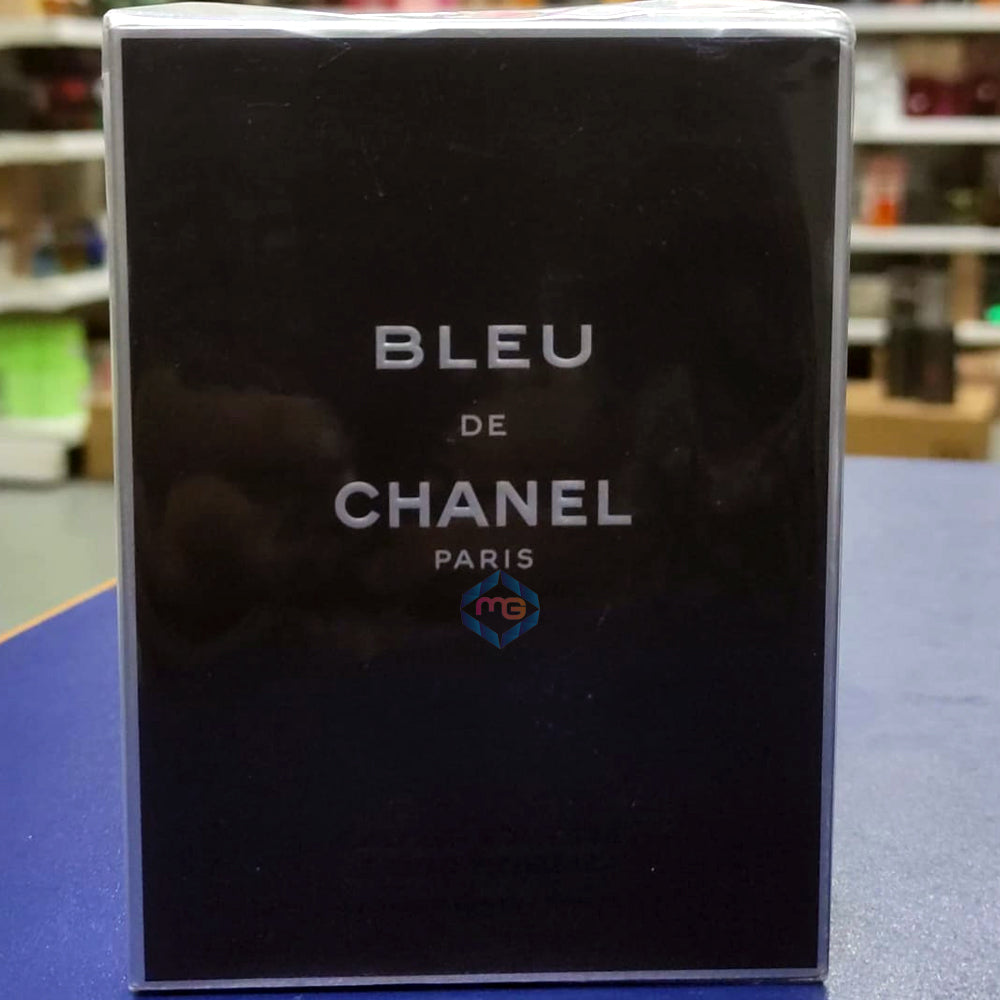 BLEU
DE
CHANEL
PARIS
MG